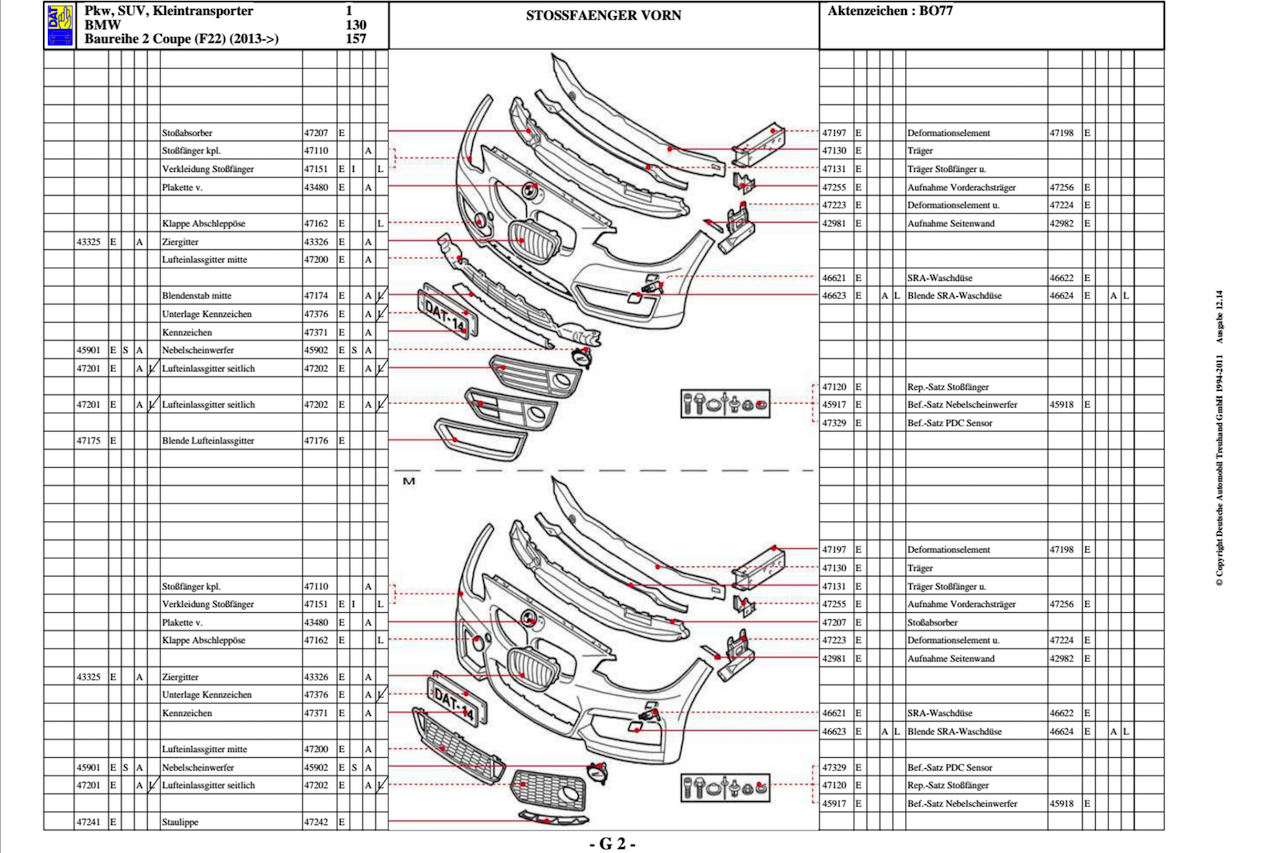 DAT
Pkw, SUV, Kleintransporter 1
BMW 130
Baureihe 2 Coupe (F22) (2013->) 157
STOSSFAENGER VORN
Aktenzeichen : BO77
Stoßabsorber 47207 E
Stoßfänger kpl. 47110 A
Verkleidung Stoßfänger 47151 E I L
Plakette v. 43480 E A
Klappe Abschleppöse 47162 E L
43325 E A Ziergitter 43326 E A
Lufteinlassgitter mitte 47200 E A
Blendenstab mitte 47174 E A L
Unterlage Kennzeichen 47376 E A L
Kennzeichen 47371 E A
45901 E S A Nebelscheinwerfer 45902 E S A
47201 E A L Lufteinlassgitter seitlich 47202 E A L
47201 E A L Lufteinlassgitter seitlich 47202 E A L
47175 E Blende Lufteinlassgitter 47176 E
DAT-14
47197 E Deformationselement 47198 E
47130 E Träger
47131 E Träger Stoßfänger u.
47255 E Aufnahme Vorderachsträger 47256 E
47223 E Deformationselement u. 47224 E
42981 E Aufnahme Seitenwand 42982 E
46621 E SRA-Waschdüse 46622 E
46623 E A L Blende SRA-Waschdüse 46624 E A L
47120 E Rep.-Satz Stoßfänger
45917 E Bef.-Satz Nebelscheinwerfer 45918 E
47329 E Bef.-Satz PDC Sensor
M
Stoßfänger kpl. 47110 A
Verkleidung Stoßfänger 47151 E I L
Plakette v. 43480 E A
Klappe Abschleppöse 47162 E L
43325 E A Ziergitter 43326 E A
Unterlage Kennzeichen 47376 E A L
Kennzeichen 47371 E A
Lufteinlassgitter mitte 47200 E A
45901 E S A Nebelscheinwerfer 45902 E S A
47201 E A L Lufteinlassgitter seitlich 47202 E A L
47241 E Staulippe 47242 E
DAT-14
47197 E Deformationselement 47198 E
47130 E Träger
47131 E Träger Stoßfänger u.
47255 E Aufnahme Vorderachsträger 47256 E
47207 E Stoßabsorber
47223 E Deformationselement u. 47224 E
42981 E Aufnahme Seitenwand 42982 E
46621 E SRA-Waschdüse 46622 E
46623 E A L Blende SRA-Waschdüse 46624 E A L
47329 E Bef.-Satz PDC Sensor
47120 E Rep.-Satz Stoßfänger
45917 E Bef.-Satz Nebelscheinwerfer 45918 E
- G 2 -
© Copyright Deutsche Automobil Treuhand GmbH 1994-2011 Ausgabe 12.14